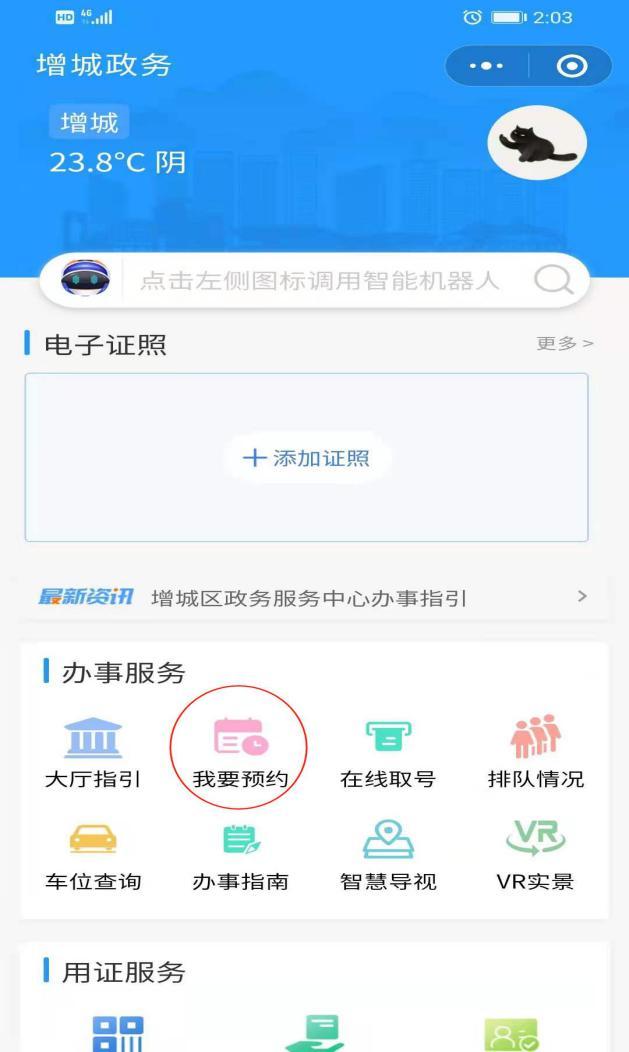 HD 4G 2:03
增城政务
增城
23.8°C 阴
点击左侧图标调用智能机器人
电子证照 更多 >
+ 添加证照
最新资讯 增城区政务服务中心办事指引 >
办事服务
大厅指引 我要预约 在线取号 排队情况
VR
车位查询 办事指南 智慧导视 VR实景
用证服务